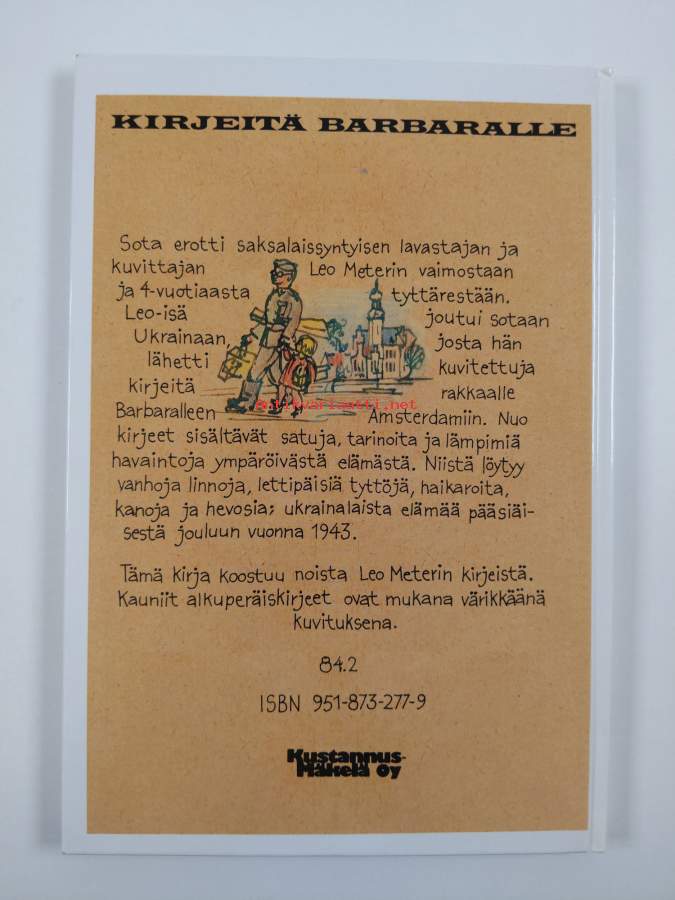 KIRJEITÄ BARBARALLE
Sota erotti saksalaissyntyisen lavastajan ja
kuvittajan Leo Meterin vaimostaan
ja 4-vuotiaasta tyttärestään.
Leo-isä joutui sotaan
Ukrainaan, josta hän
lähetti kuvitettuja
kirjeitä rakkaalle
Barbaralleen Amsterdamiin. Nuo
kirjeet sisältävät satuja, tarinoita ja lämpimiä
havaintoja ympäröivästä elämästä. Niistä löytyy
vanhoja linnoja, lettipäisiä tyttöjä, haikaroita,
kanoja ja hevosia; ukrainalaista elämää pääsiäi-
sestä jouluun vuonna 1943.
Tämä kirja koostuu noista Leo Meterin kirjeistä.
Kauniit alkuperäiskirjeet ovat mukana värikkäänä
kuvituksena.
84.2
ISBN 951-873-277-9
Kustannus-
Mäkelä Oy
antikvariaatti.net